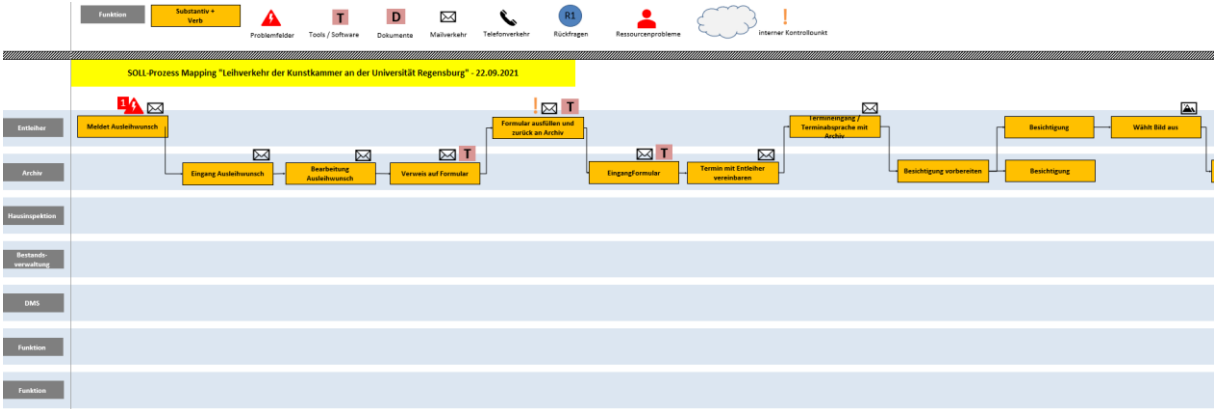 Funktion
Substantiv +
Verb
T
D
R1
!
Problemfelder
Tools / Software
Dokumente
Mailverkehr
Telefonverkehr
Rückfragen
Ressourcenprobleme
interner Kontrollounkt
SOLL-Prozess Mapping "Leihverkehr der Kunstkammer an der Universität Regensburg" - 22.09.2021
1
! T
Entleiher
Meldet Ausleihwunsch
Formular ausfüllen und
zurück an Archiv
Termineingang /
Terminabsprache mit
Archiv
Besichtigung
Wählt Bild aus
T
T
Archiv
Eingang Ausleihwunsch
Bearbeitung
Ausleihwunsch
Verweis auf Formular
EingangFormular
Termin mit Entleiher
vereinbaren
Besichtigung vorbereiten
Besichtigung
Hausinspektion
Bestands-
verwaltung
DMS
Funktion
Funktion